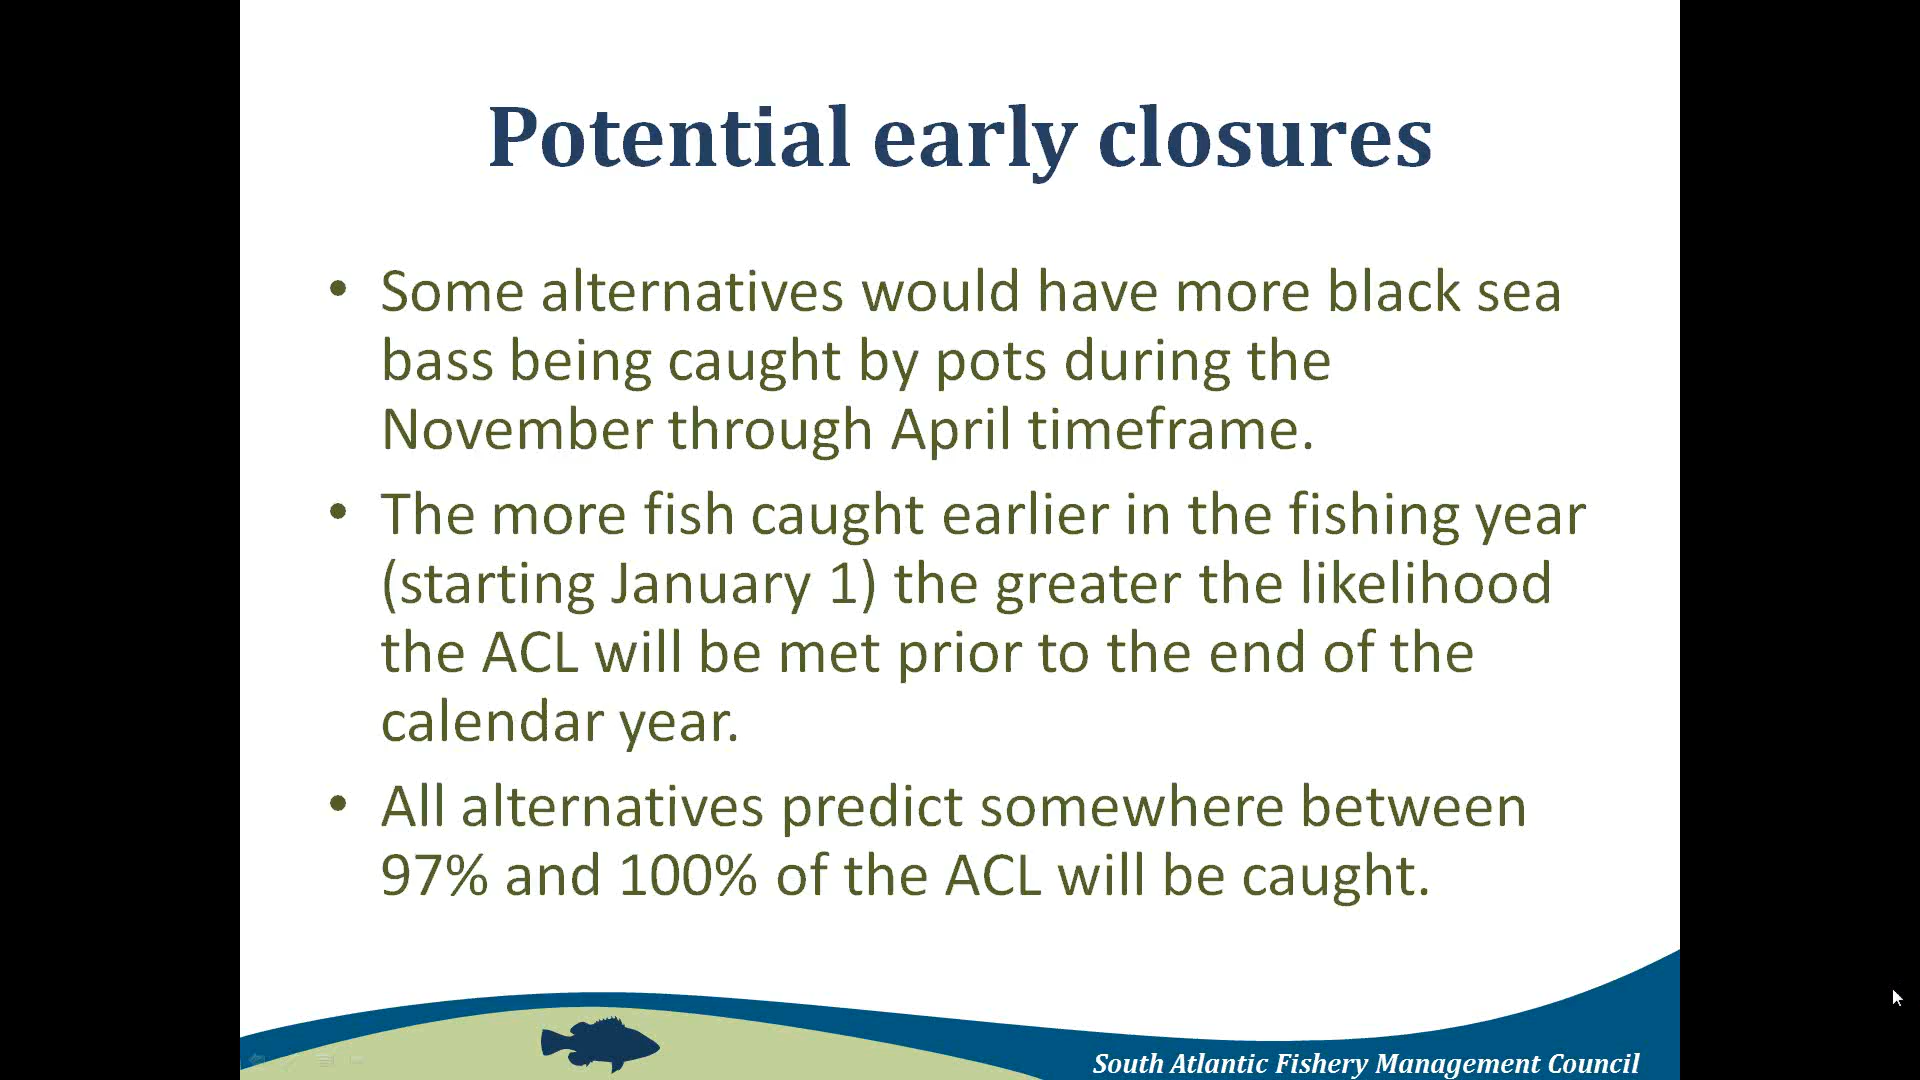 Potential early closures
• Some alternatives would have more black sea
bass being caught by pots during the
November through April timeframe.
• The more fish caught earlier in the fishing year
(starting January 1) the greater the likelihood
the ACL will be met prior to the end of the
calendar year.
• All alternatives predict somewhere between
97% and 100% of the ACL will be caught.
South Atlantic Fishery Management Council